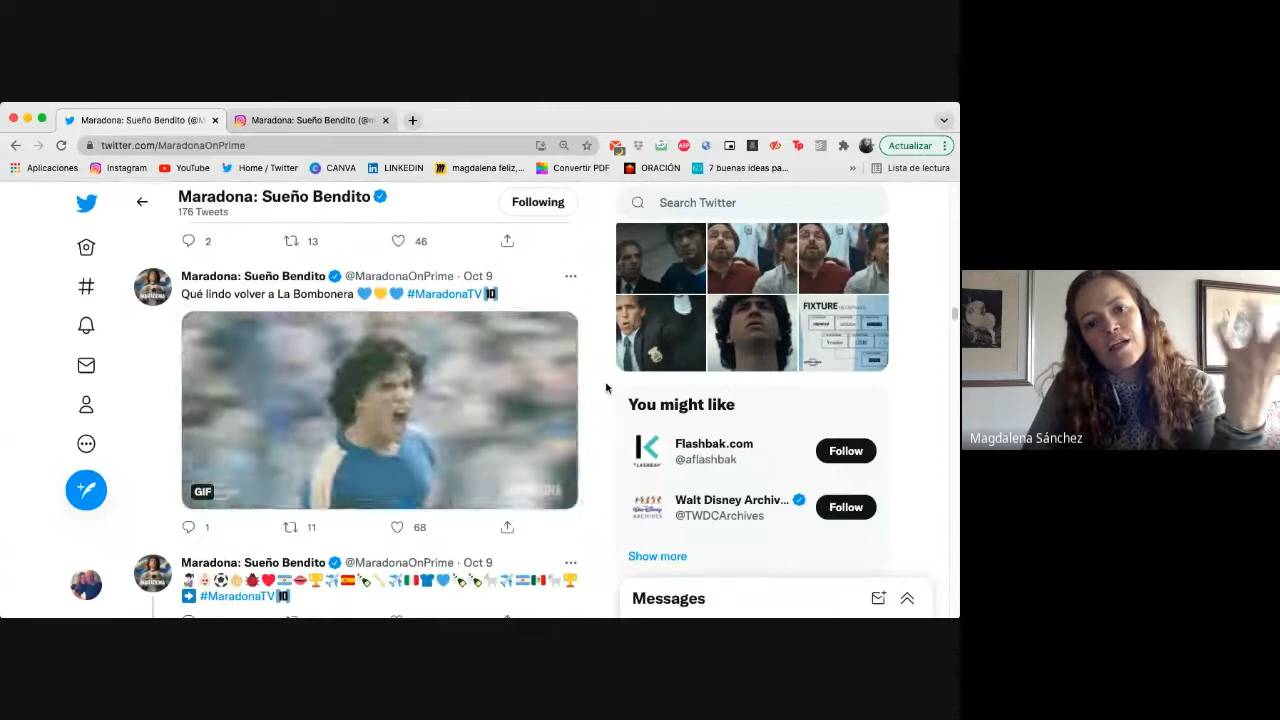 Maradona: Sueño Bendito (@M
Maradona: Sueño Bendito (@m
twitter.com/MaradonaOnPrime
Actualizar
Aplicaciones
Instagram
YouTube
Home / Twitter
CANVA
LINKEDIN
magdalena feliz,...
Convertir PDF
ORACIÓN
7 buenas ideas pa...
»
Lista de lectura
Maradona: Sueño Bendito
176 Tweets
Following
Search Twitter
2
13
46
Maradona: Sueño Bendito @MaradonaOnPrime · Oct 9
Qué lindo volver a La Bombonera 💙💛💙 #MaradonaTV
GIF
1
11
68
Maradona: Sueño Bendito @MaradonaOnPrime · Oct 9
#MaradonaTV
FIXTURE
You might like
Flashbak.com
@aflashbak
Follow
FLASHBAK
Walt Disney Archiv...
@TWDCArchives
Follow
Show more
Messages
Magdalena Sánchez